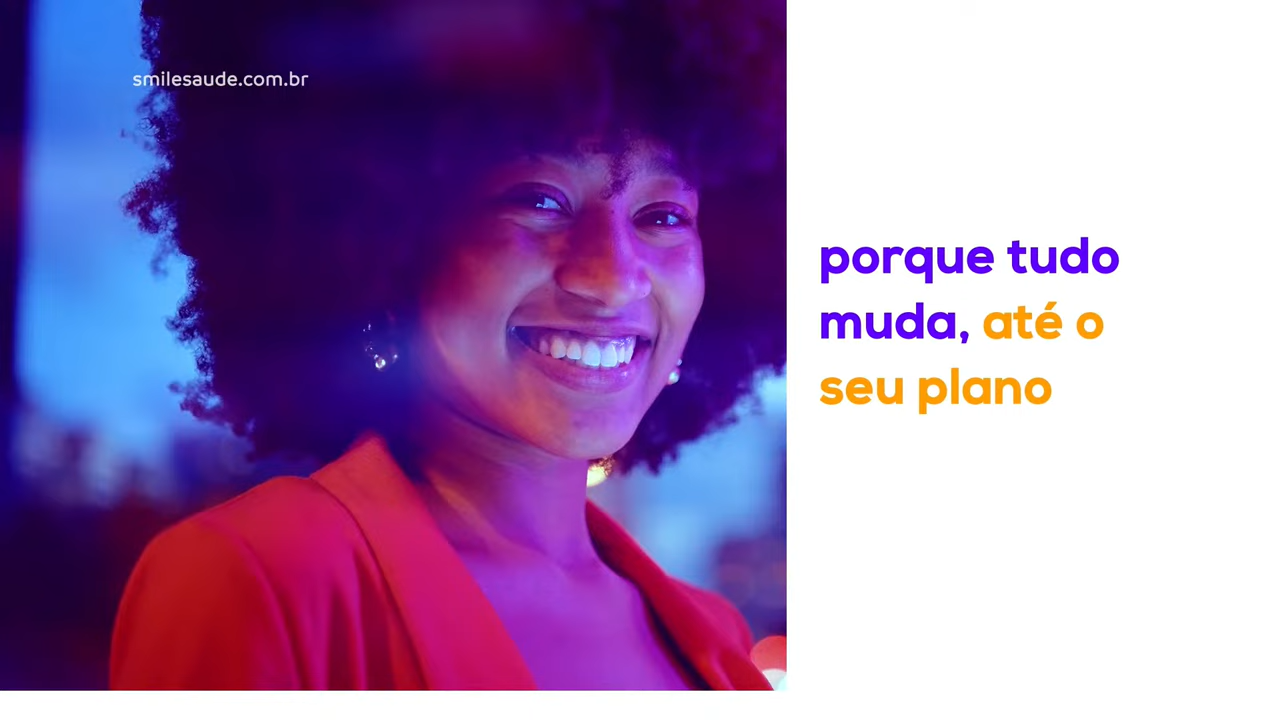 smilesaude.com.br
porque tudo
muda, até o
seu plano